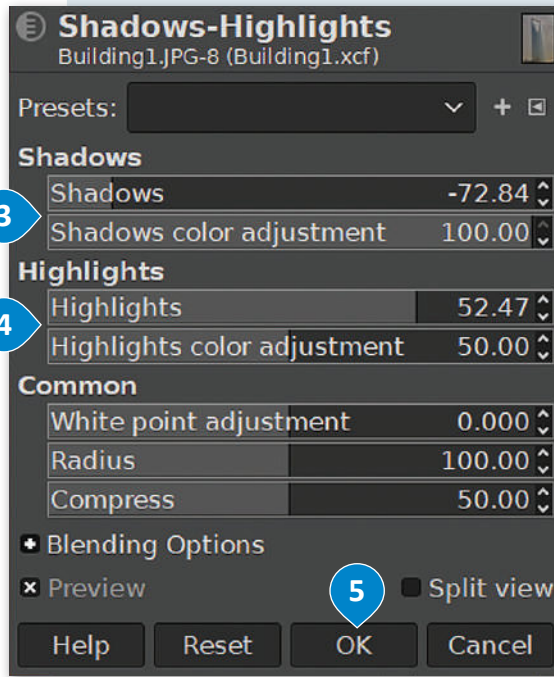 Shadows-Highlights
Building1.JPG-8 (Building1.xcf)
Presets:
Shadows
3
Shadows -72.84
Shadows color adjustment 100.00
Highlights
4
Highlights 52.47
Highlights color adjustment 50.00
Common
White point adjustment 0.000
Radius 100.00
Compress 50.00
Blending Options
Preview 5 Split view
Help Reset OK Cancel